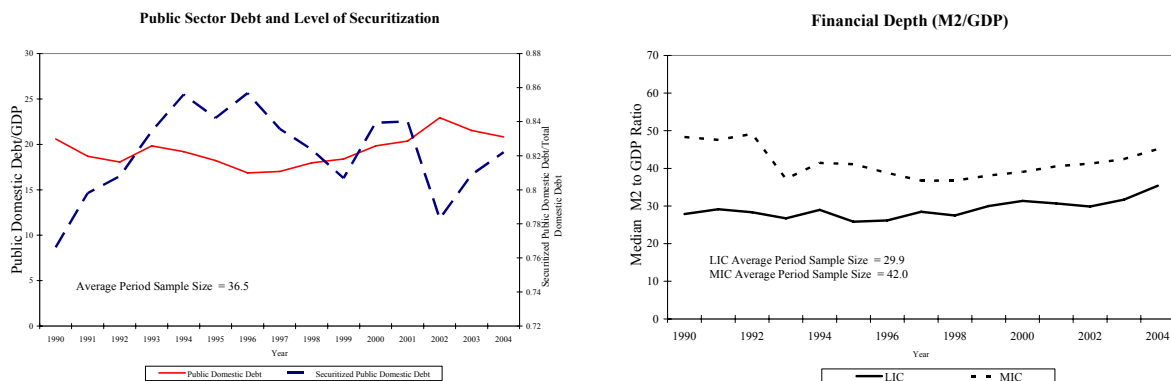 Public Sector Debt and Level of Securitization
30
25
20
15
10
5
0
Public Domestic Debt/GDP
0.88
0.86
0.84
0.82
0.8
0.78
0.76
0.74
0.72
Securitized Public Domestic Debt/Total
Domestic Debt
Average Period Sample Size = 36.5
1990 1991 1992 1993 1994 1995 1996 1997 1998 1999 2000 2001 2002 2003 2004
Year
Public Domestic Debt Securitized Public Domestic Debt
Financial Depth (M2/GDP)
70
60
50
40
30
20
10
0
Median M2 to GDP Ratio
LIC Average Period Sample Size = 29.9
MIC Average Period Sample Size = 42.0
1990 1992 1994 1996 1998 2000 2002 2004
Year
LIC MIC